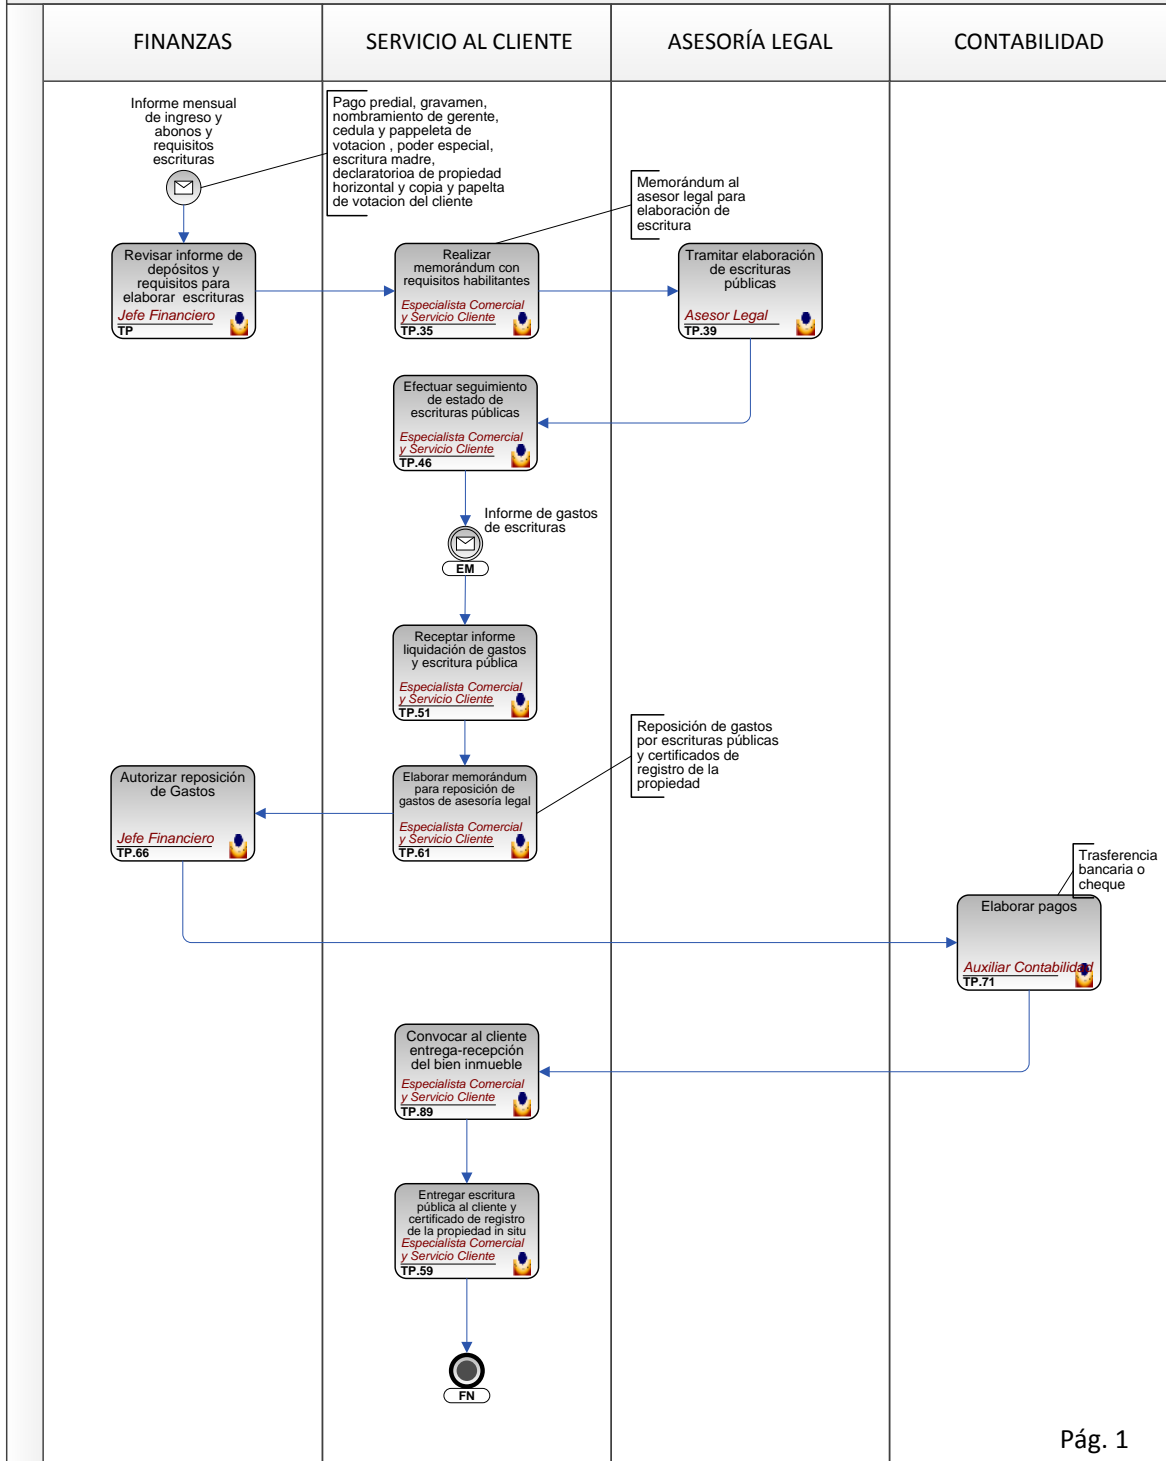 FINANZAS
SERVICIO AL CLIENTE
ASESORÍA LEGAL
CONTABILIDAD
Informe mensual
de ingreso y
abonos y
requisitos
escrituras
Pago predial, gravamen,
nombramiento de gerente,
cedula y pappeleta de
votacion , poder especial,
escritura madre,
declaratorioa de propiedad
horizontal y copia y papelta
de votacion del cliente
Memorándum al
asesor legal para
elaboración de
escritura
Revisar informe de
depósitos y
requisitos para
elaborar escrituras
Jefe Financiero
TP
Realizar
memorándum con
requisitos habilitantes
Especialista Comercial
y Servicio Cliente
TP.35
Tramitar elaboración
de escrituras
públicas
Asesor Legal
TP.39
Efectuar seguimiento
de estado de
escrituras públicas
Especialista Comercial
y Servicio Cliente
TP.46
Informe de gastos
de escrituras
EM
Receptar informe
liquidación de gastos
y escritura pública
Especialista Comercial
y Servicio Cliente
TP.51
Reposición de gastos
por escrituras públicas
y certificados de
registro de la
propiedad
Autorizar reposición
de Gastos
Jefe Financiero
TP.66
Elaborar memorándum
para reposición de
gastos de asesoría legal
Especialista Comercial
y Servicio Cliente
TP.61
Trasferencia
bancaria o
cheque
Elaborar pagos
Auxiliar Contabilidad
TP.71
Convocar al cliente
entrega-recepción
del bien inmueble
Especialista Comercial
y Servicio Cliente
TP.89
Entregar escritura
pública al cliente y
certificado de registro
de la propiedad in situ
Especialista Comercial
y Servicio Cliente
TP.59
FN
Pág. 1